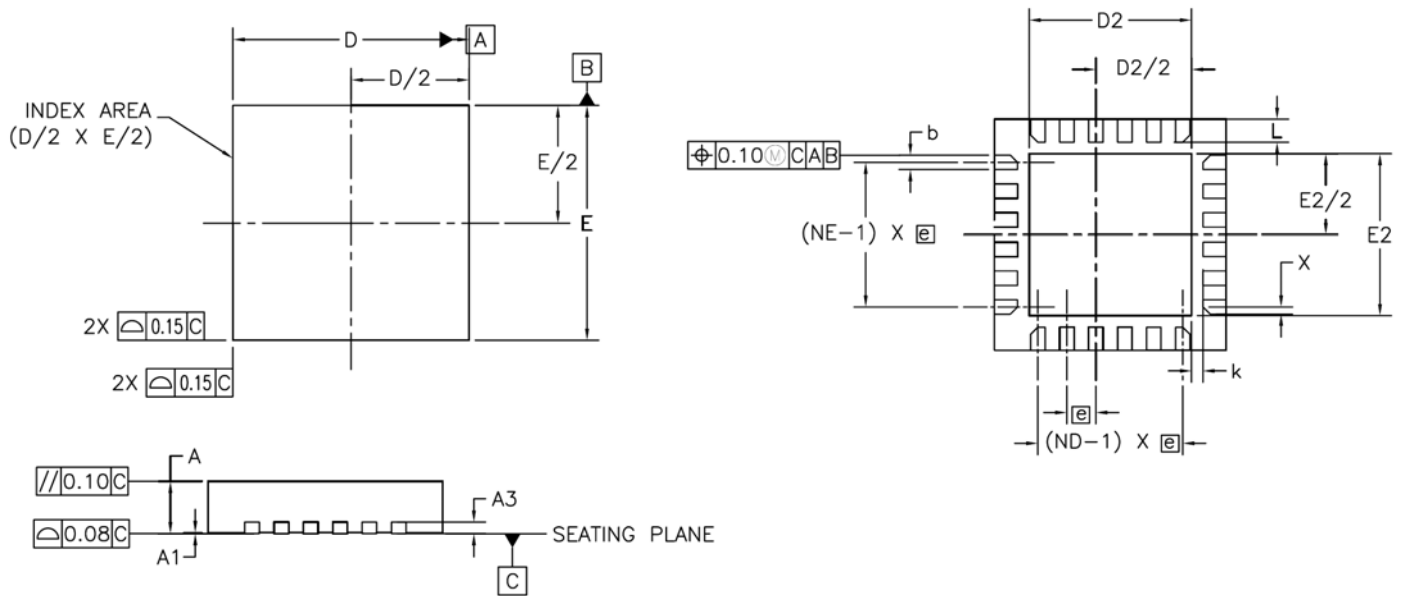 D
A
D/2
B
INDEX AREA
(D/2 X E/2)
E/2
E
2X ⌓ 0.15 C
2X ⌓ 0.15 C
D2
D2/2
b
L
⌖ 0.10 Ⓜ C A B
E2/2
(NE-1) X e
E2
X
k
e
(ND-1) X e
A
// 0.10 C
A3
⌓ 0.08 C
SEATING PLANE
A1
C